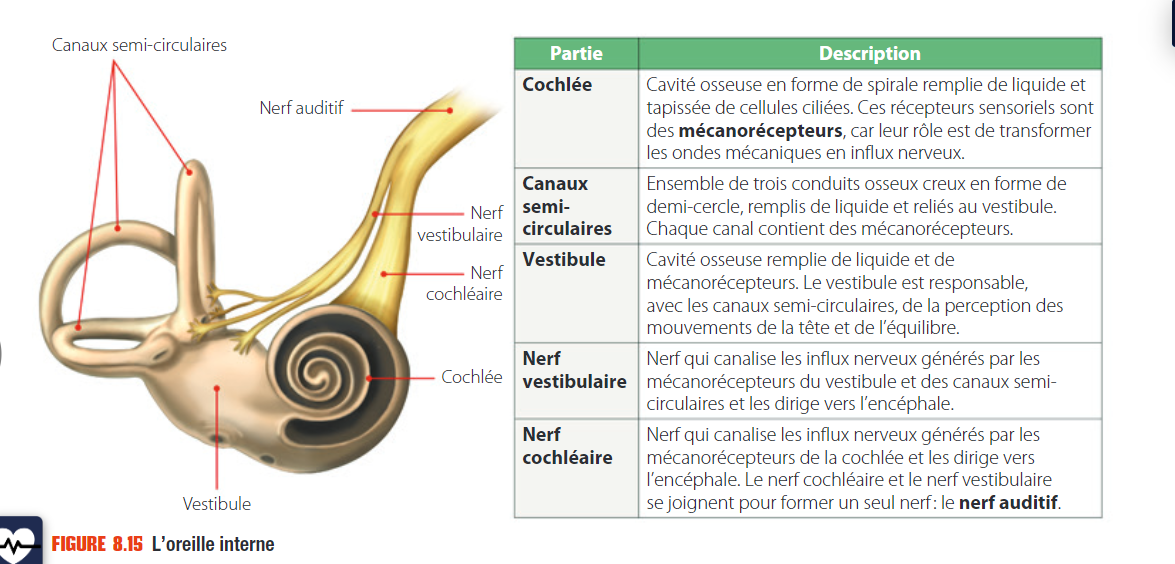 Canaux semi-circulaires
Nerf auditif
Nerf
vestibulaire
Nerf
cochléaire
Cochlée
Vestibule
Partie
Description
Cochlée
Cavité osseuse en forme de spirale remplie de liquide et
tapissée de cellules ciliées. Ces récepteurs sensoriels sont
des mécanorécepteurs, car leur rôle est de transformer
les ondes mécaniques en influx nerveux.
Canaux
semi-
circulaires
Ensemble de trois conduits osseux creux en forme de
demi-cercle, remplis de liquide et reliés au vestibule.
Chaque canal contient des mécanorécepteurs.
Vestibule
Cavité osseuse remplie de liquide et de
mécanorécepteurs. Le vestibule est responsable,
avec les canaux semi-circulaires, de la perception des
mouvements de la tête et de l'équilibre.
Nerf
vestibulaire
Nerf qui canalise les influx nerveux générés par les
mécanorécepteurs du vestibule et des canaux semi-
circulaires et les dirige vers l'encéphale.
Nerf
cochléaire
Nerf qui canalise les influx nerveux générés par les
mécanorécepteurs de la cochlée et les dirige vers
l'encéphale. Le nerf cochléaire et le nerf vestibulaire
se joignent pour former un seul nerf : le nerf auditif.
FIGURE 8.15 L'oreille interne